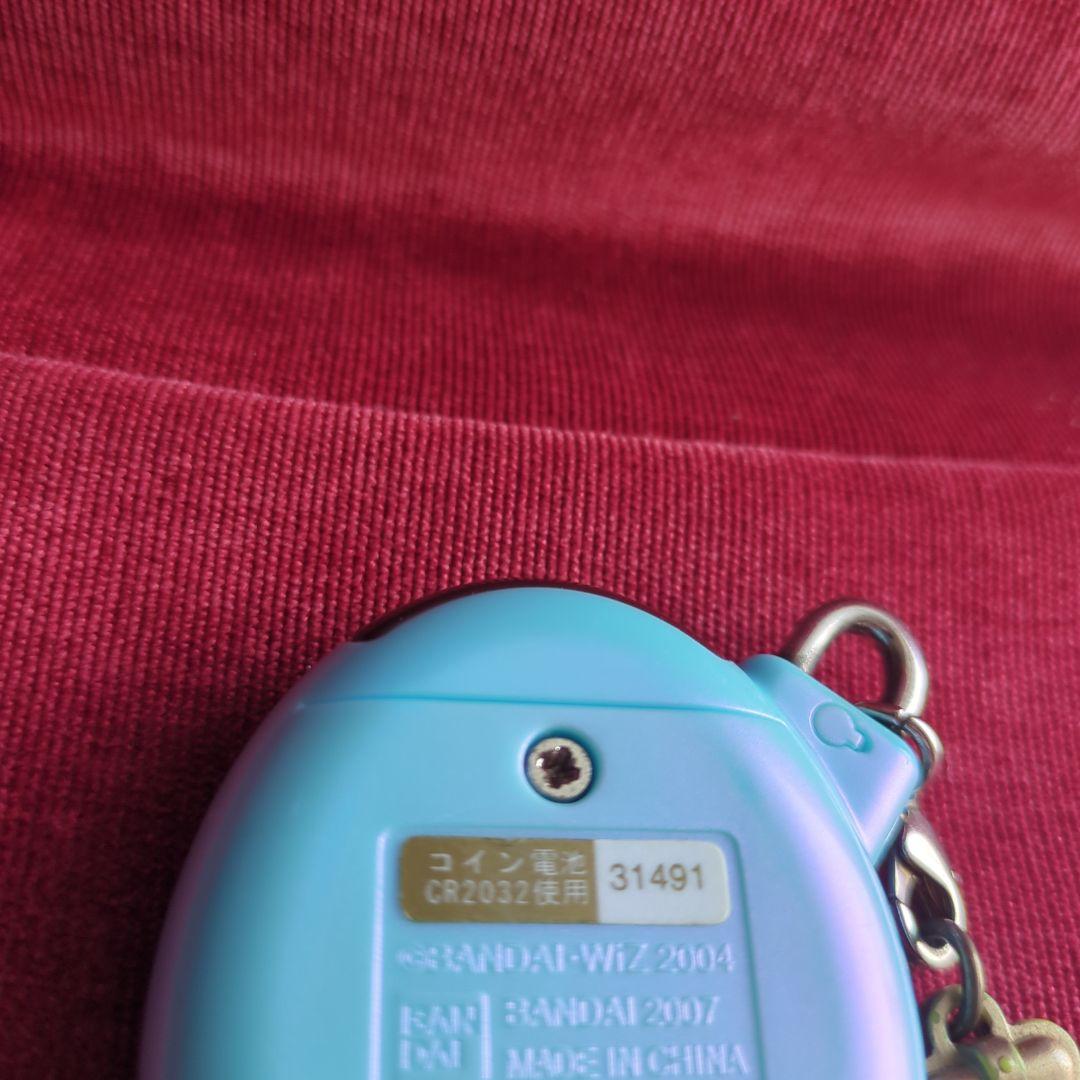 コイン電池
CR2032使用
31491
©BANDAI・WiZ 2004
BAN
DAI
BANDAI 2007
MADE IN CHINA